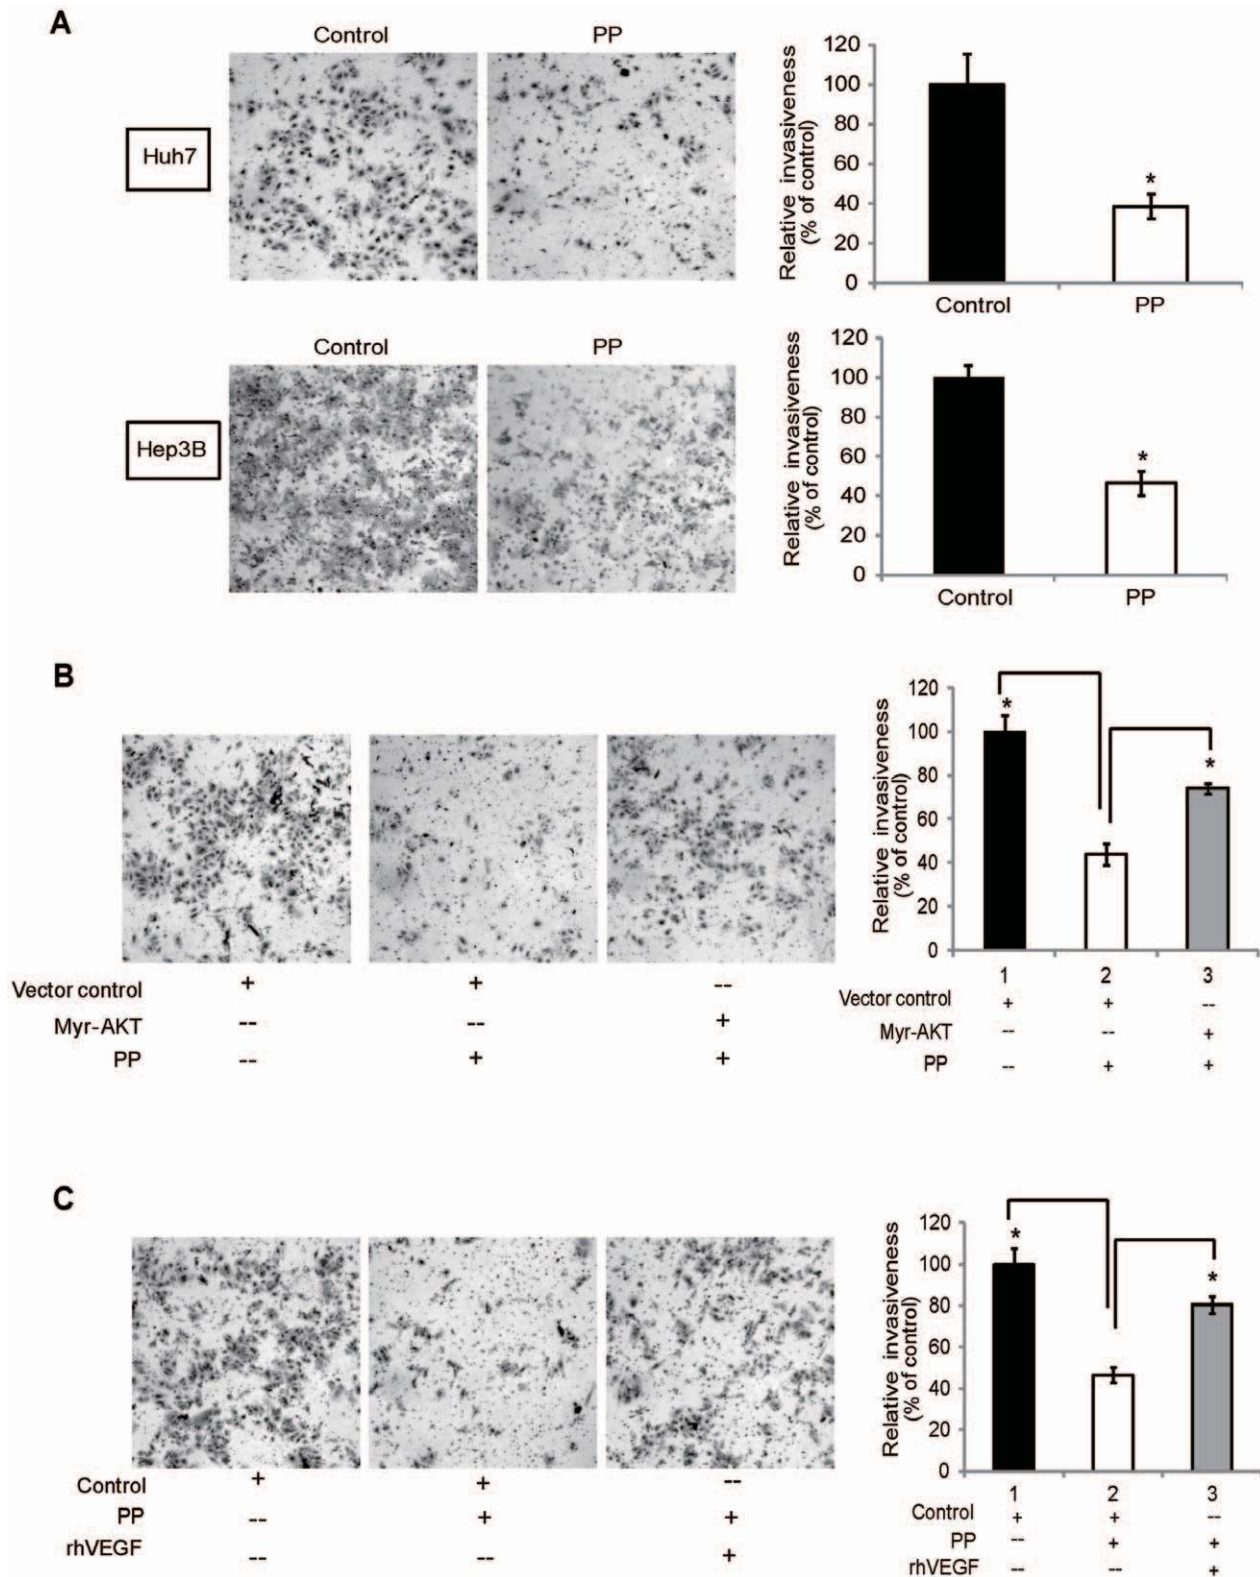 A
Control PP
Huh7
Relative invasiveness
(% of control)
120
100
80
60
40
20
0
*
Control PP
Control PP
Hep3B
Relative invasiveness
(% of control)
120
100
80
60
40
20
0
*
Control PP
B
Vector control + + --
Myr-AKT -- -- +
PP -- + +
Relative invasiveness
(% of control)
120
100
80
60
40
20
0
* *
1 2 3
Vector control + + --
Myr-AKT -- -- +
PP -- + +
C
Control + + --
PP -- + +
rhVEGF -- -- +
Relative invasiveness
(% of control)
120
100
80
60
40
20
0
* *
1 2 3
Control + + --
PP -- + +
rhVEGF -- -- +